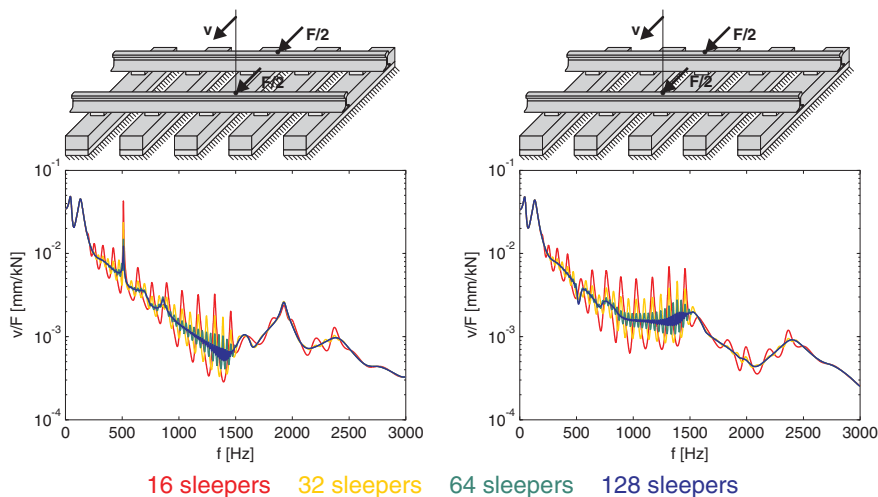 v
F/2
F/2
v
F/2
F/2
v/F [mm/kN]
10^-1
10^-2
10^-3
10^-4
0 500 1000 1500 2000 2500 3000
f [Hz]
v/F [mm/kN]
10^-1
10^-2
10^-3
10^-4
0 500 1000 1500 2000 2500 3000
f [Hz]
16 sleepers 32 sleepers 64 sleepers 128 sleepers